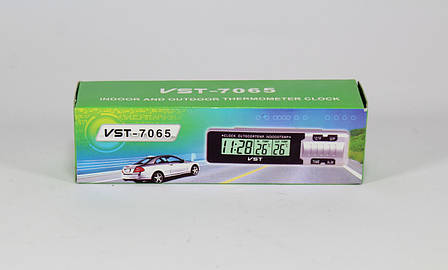 VST-7065
INDOOR AND OUTDOOR THERMOMETER CLOCK
VST-7065
CLOCK OUTDOORTEMP INDOORTEMP
11:28 26 26
VST